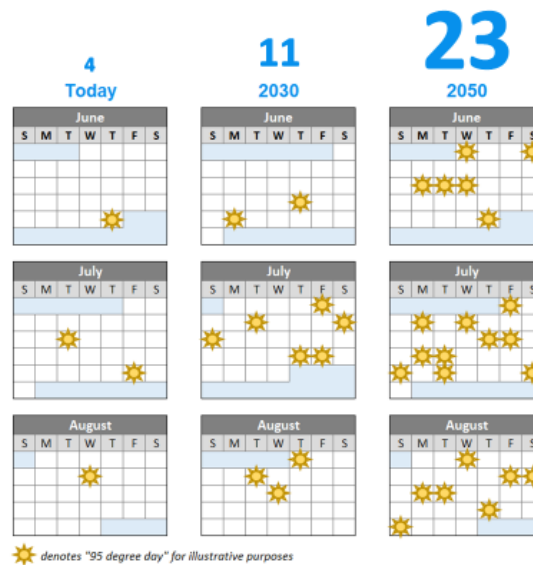 4 11 23
Today 2030 2050
June June June
S M T W T F S S M T W T F S S M T W T F S
July July July
S M T W T F S S M T W T F S S M T W T F S
August August August
S M T W T F S S M T W T F S S M T W T F S
denotes "95 degree day" for illustrative purposes